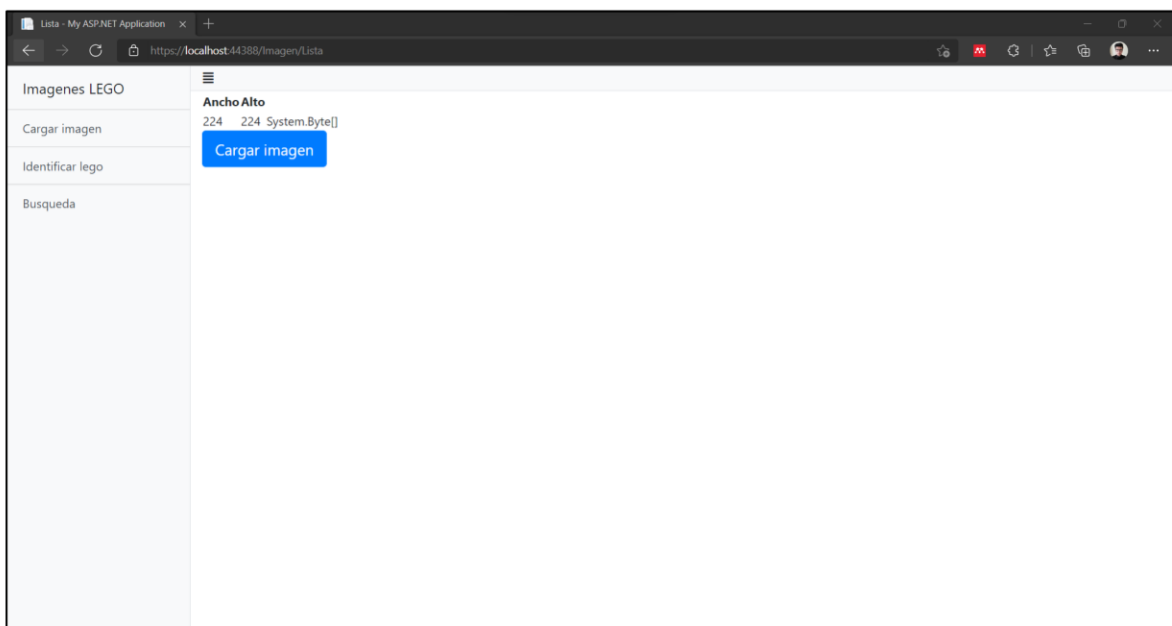 Lista - My ASP.NET Application
https://localhost:44388/Imagen/Lista
Imagenes LEGO
Cargar imagen
Identificar lego
Busqueda
Ancho Alto
224 224 System.Byte[]
Cargar imagen